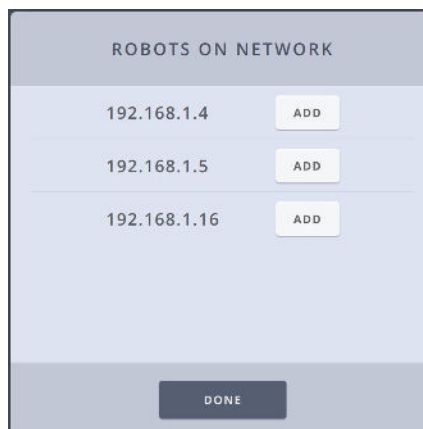 ROBOTS ON NETWORK
192.168.1.4 ADD
192.168.1.5 ADD
192.168.1.16 ADD
DONE